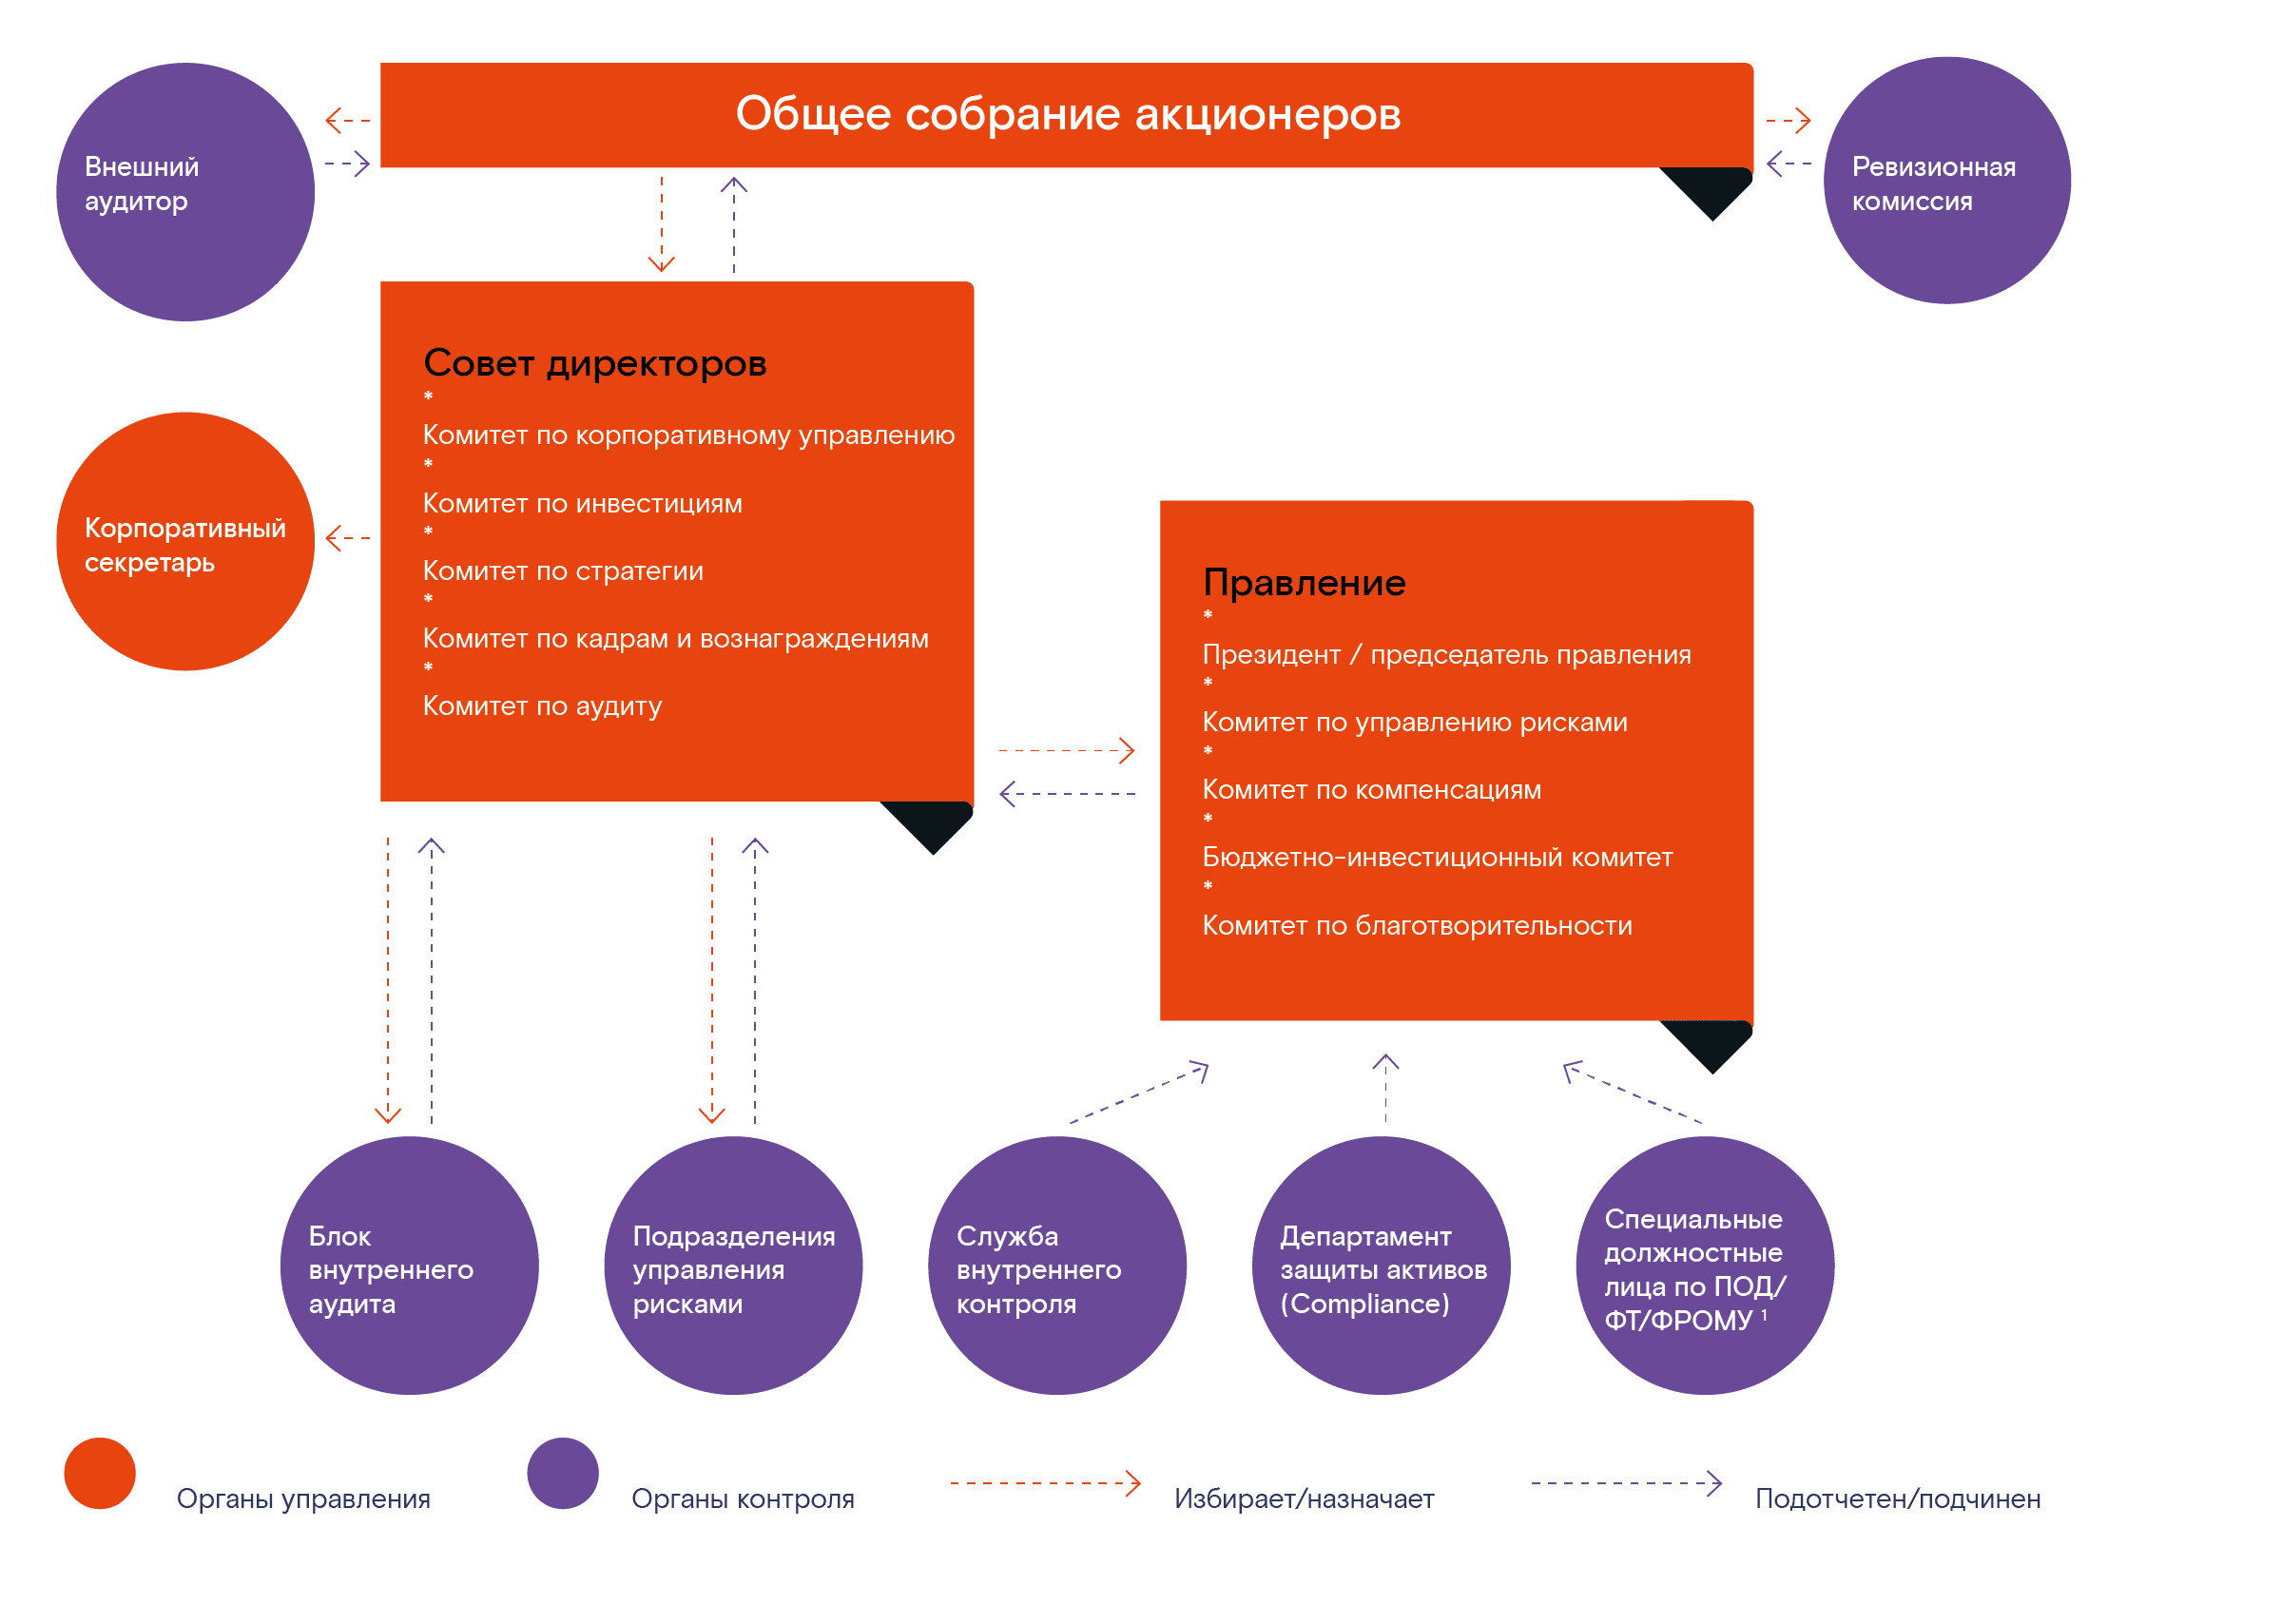 Общее собрание акционеров
Внешний
аудитор
Ревизионная
комиссия
Совет директоров
*
Комитет по корпоративному управлению
*
Комитет по инвестициям
*
Комитет по стратегии
*
Комитет по кадрам и вознаграждениям
*
Комитет по аудиту
Корпоративный
секретарь
Правление
*
Президент / председатель правления
*
Комитет по управлению рисками
*
Комитет по компенсациям
*
Бюджетно-инвестиционный комитет
*
Комитет по благотворительности
Блок
внутреннего
аудита
Подразделения
управления
рисками
Служба
внутреннего
контроля
Департамент
защиты активов
(Compliance)
Специальные
должностные
лица по ПОД/
ФТ/ФРОМУ ¹
Органы управления
Органы контроля
Избирает/назначает
Подотчетен/подчинен